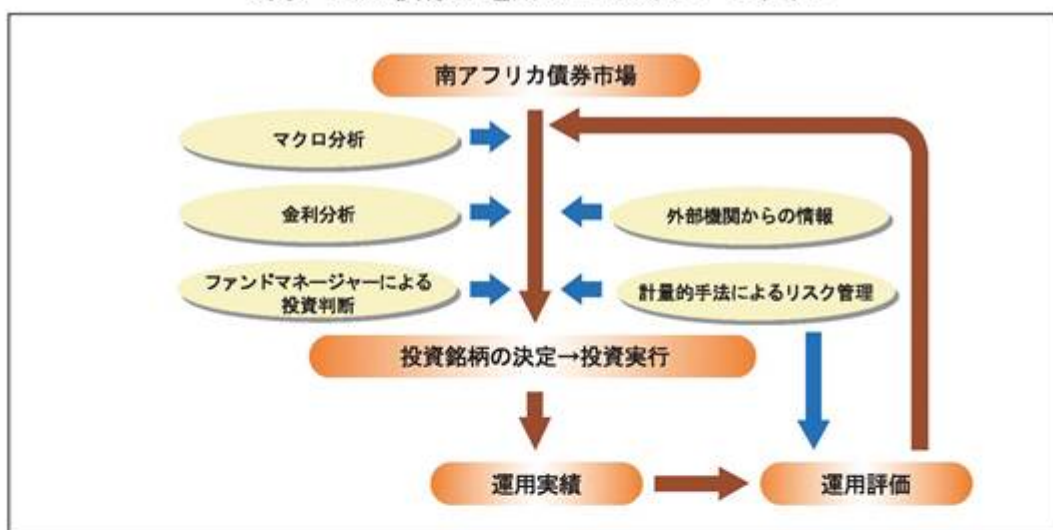 南アフリカ債券市場
マクロ分析
金利分析
外部機関からの情報
ファンドマネージャーによる
投資判断
計量的手法によるリスク管理
投資銘柄の決定→投資実行
運用実績
運用評価